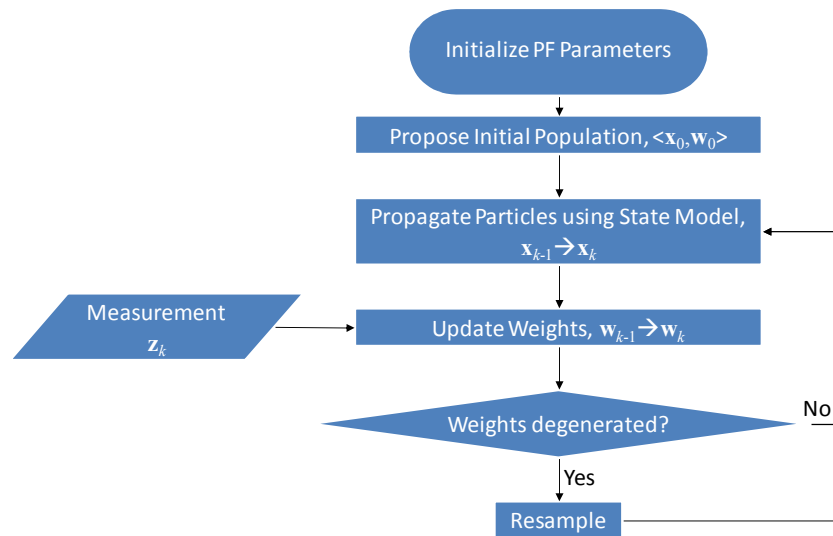 Initialize PF Parameters
Propose Initial Population, <x₀,w₀>
Propagate Particles using State Model,
xₖ₋₁→xₖ
Measurement
zₖ
Update Weights, wₖ₋₁→wₖ
Weights degenerated?
No
Yes
Resample